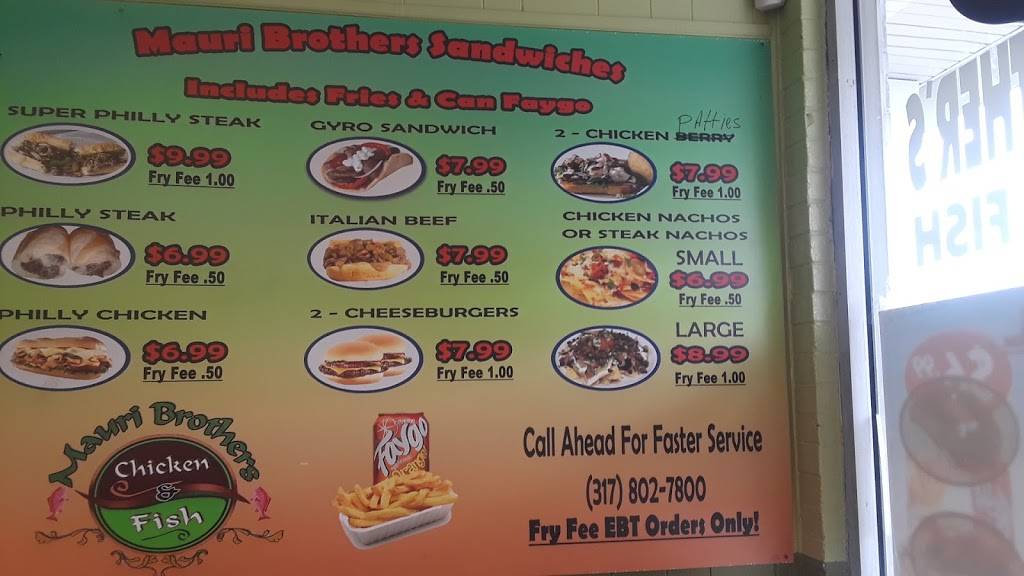 Mauri Brothers Sandwiches
Includes Fries & Can Faygo
SUPER PHILLY STEAK
$9.99
Fry Fee 1.00
PHILLY STEAK
$6.99
Fry Fee .50
PHILLY CHICKEN
$6.99
Fry Fee .50
GYRO SANDWICH
$7.99
Fry Fee .50
ITALIAN BEEF
$7.99
Fry Fee .50
2 - CHEESEBURGERS
$7.99
Fry Fee 1.00
PAtties
2 - CHICKEN BERRY
$7.99
Fry Fee 1.00
CHICKEN NACHOS
OR STEAK NACHOS
SMALL
$6.99
Fry Fee .50
LARGE
$8.99
Fry Fee 1.00
Mauri Brothers
Chicken
&
Fish
Faygo
Call Ahead For Faster Service
(317) 802-7800
Fry Fee EBT Orders Only!
HER'S
FISH